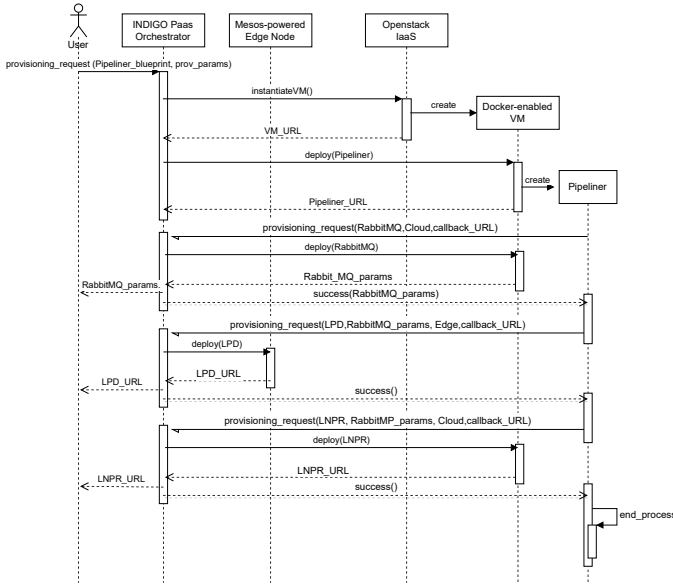 User
INDIGO Paas
Orchestrator
Mesos-powered
Edge Node
Openstack
IaaS
provisioning_request (Pipeliner_blueprint, prov_params)
instantiateVM()
create
Docker-enabled
VM
VM_URL
deploy(Pipeliner)
create
Pipeliner
Pipeliner_URL
provisioning_request(RabbitMQ,Cloud,callback_URL)
deploy(RabbitMQ)
Rabbit_MQ_params
RabbitMQ_params.
success(RabbitMQ_params)
provisioning_request(LPD,RabbitMQ_params, Edge,callback_URL)
deploy(LPD)
LPD_URL
LPD_URL
success()
provisioning_request(LNPR, RabbitMP_params, Cloud,callback_URL)
deploy(LNPR)
LNPR_URL
LNPR_URL
success()
end_process